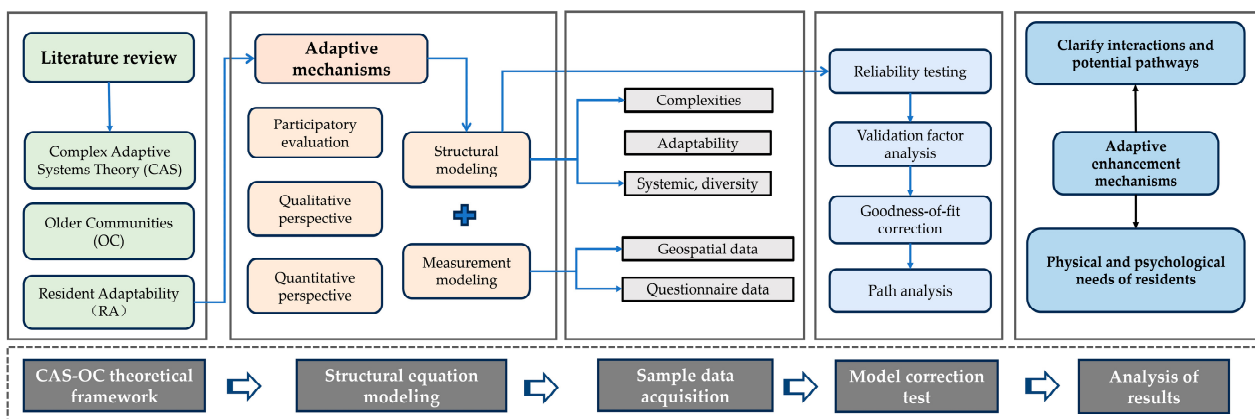 Literature review
Complex Adaptive
Systems Theory (CAS)
Older Communities
(OC)
Resident Adaptability
（RA）
Adaptive
mechanisms
Participatory
evaluation
Qualitative
perspective
Quantitative
perspective
Structural
modeling
Measurement
modeling
Complexities
Adaptability
Systemic, diversity
Geospatial data
Questionnaire data
Reliability testing
Validation factor
analysis
Goodness-of-fit
correction
Path analysis
Clarify interactions and
potential pathways
Adaptive
enhancement
mechanisms
Physical and psychological
needs of residents
CAS-OC theoretical
framework
Structural equation
modeling
Sample data
acquisition
Model correction
test
Analysis of
results